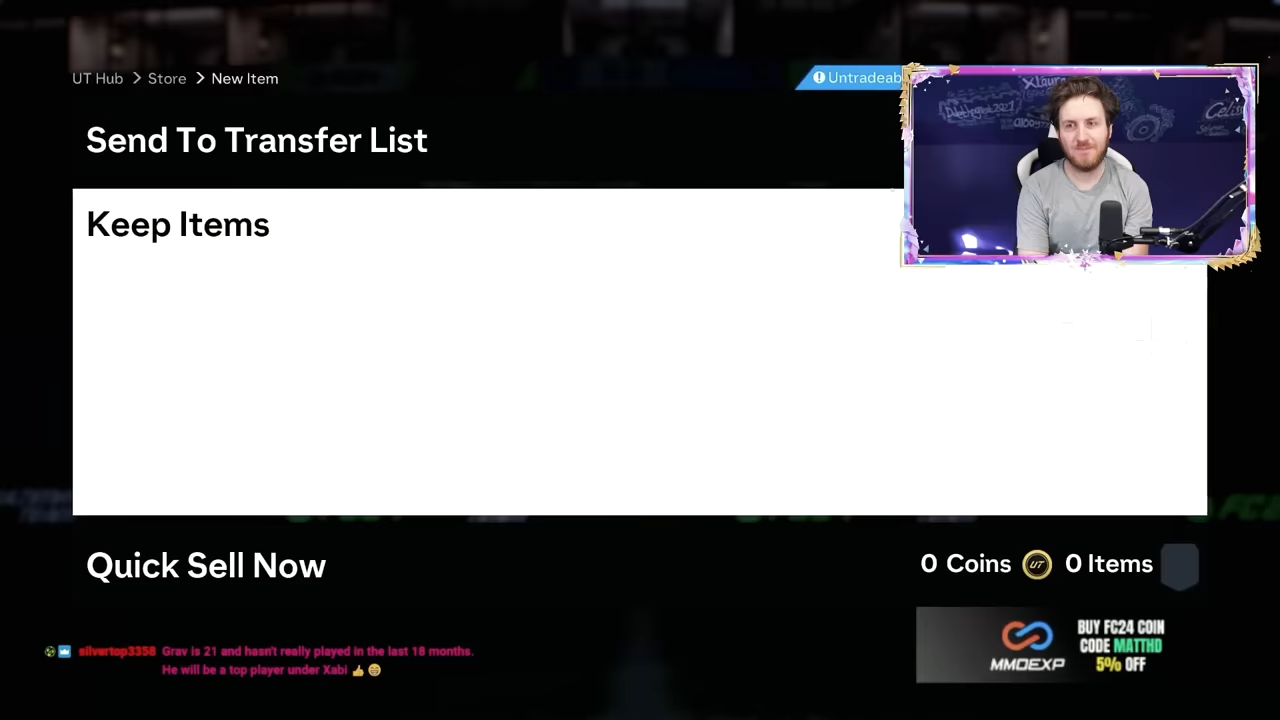 UT Hub > Store > New Item
Untradeab
Send To Transfer List
Keep Items
Quick Sell Now
0 Coins UT 0 Items
silvertop3358 Grav is 21 and hasn't really played in the last 18 months.
He will be a top player under Xabi 👍😄
MMOEXP
BUY FC24 COIN
CODE MATTHD
5% OFF